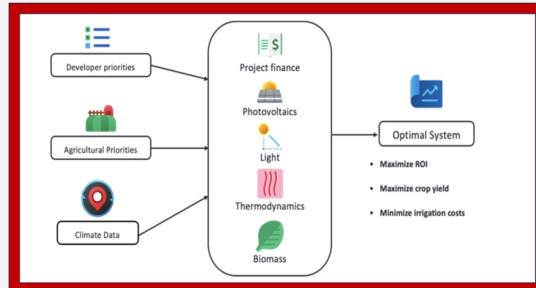 Developer priorities
Agricultural Priorities
Climate Data
$
Project finance
Photovoltaics
Light
Thermodynamics
Biomass
Optimal System
• Maximize ROI
• Maximize crop yield
• Minimize irrigation costs